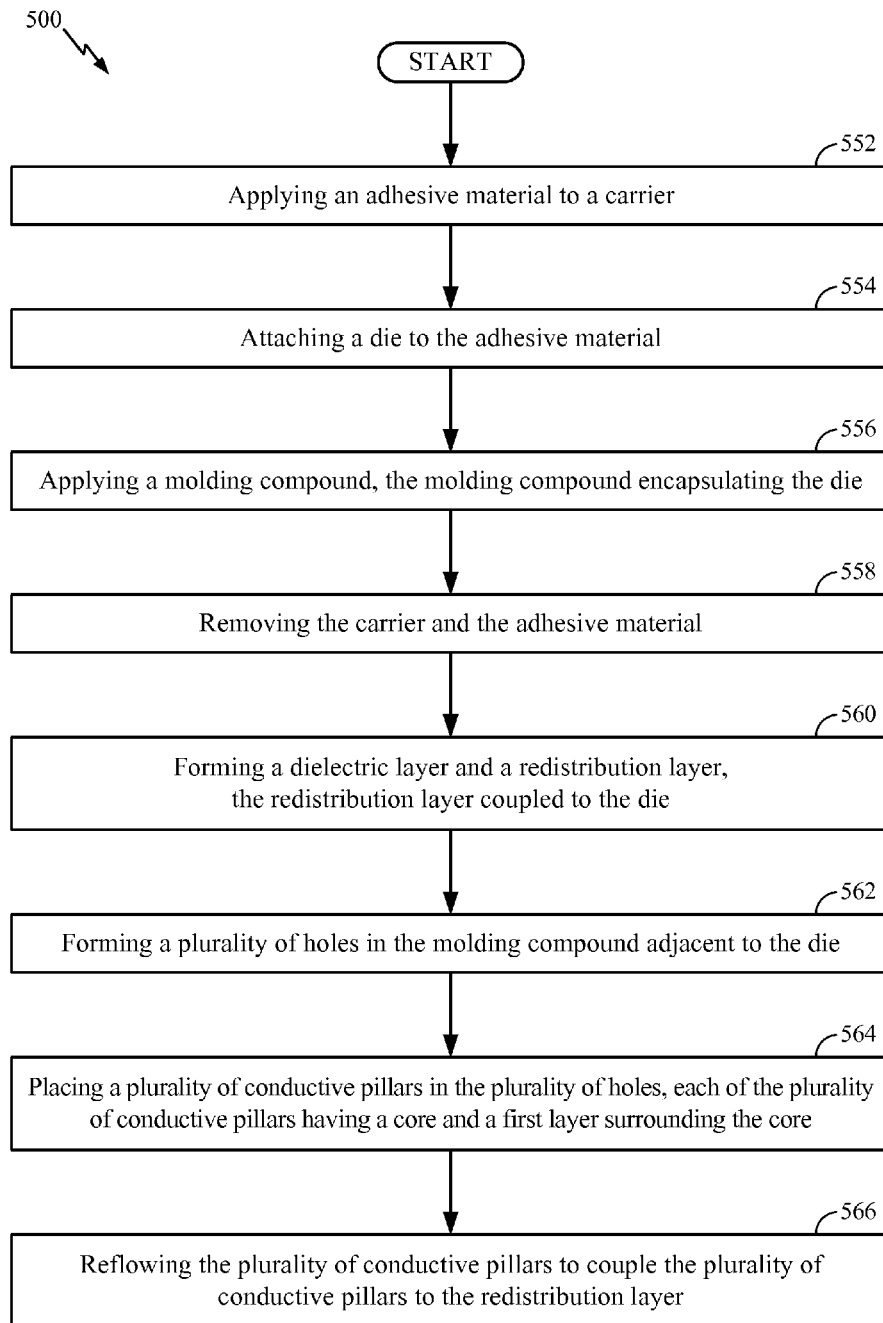 500
START
552
Applying an adhesive material to a carrier
554
Attaching a die to the adhesive material
556
Applying a molding compound, the molding compound encapsulating the die
558
Removing the carrier and the adhesive material
560
Forming a dielectric layer and a redistribution layer,
the redistribution layer coupled to the die
562
Forming a plurality of holes in the molding compound adjacent to the die
564
Placing a plurality of conductive pillars in the plurality of holes, each of the plurality
of conductive pillars having a core and a first layer surrounding the core
566
Reflowing the plurality of conductive pillars to couple the plurality of
conductive pillars to the redistribution layer